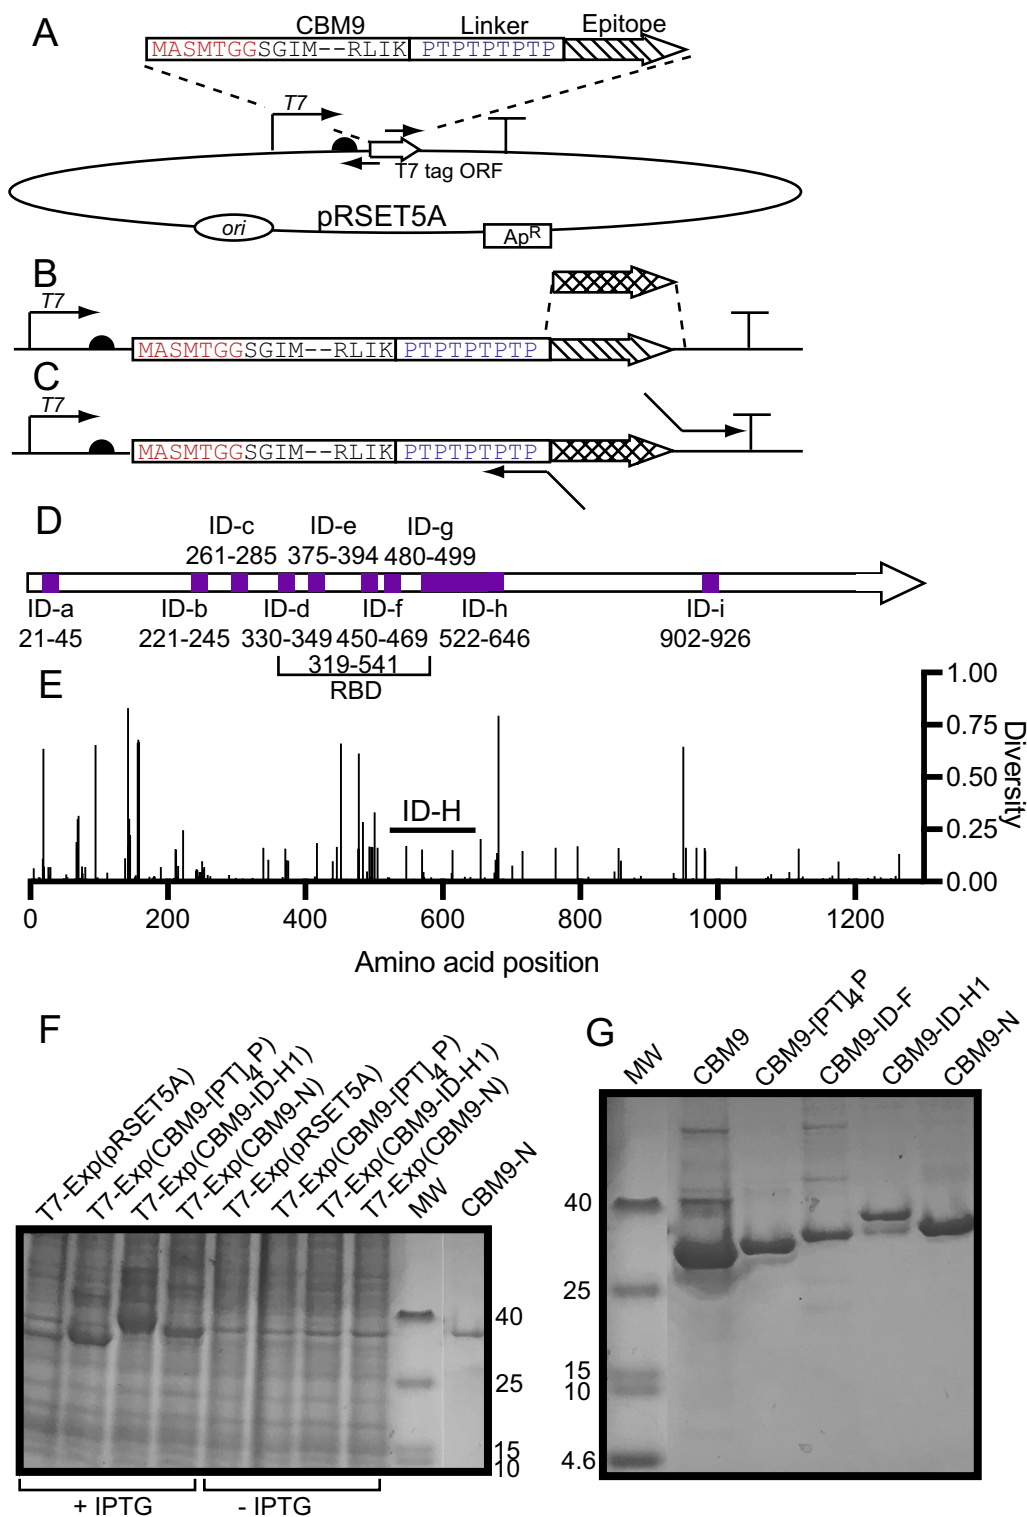 A
CBM9 Linker Epitope
MASMTGGSGIM--RLIK PTPTPTPTP
T7
T7 tag ORF
pRSET5A
ori
ApR
B
T7
MASMTGGSGIM--RLIK PTPTPTPTP
C
T7
MASMTGGSGIM--RLIK PTPTPTPTP
D
ID-c ID-e ID-g
261-285 375-394 480-499
ID-a ID-b ID-d ID-f ID-h ID-i
21-45 221-245 330-349 450-469 522-646 902-926
319-541
RBD
E
1.00
0.75
0.50
0.25
0.00
Diversity
ID-H
0 200 400 600 800 1000 1200
Amino acid position
F
T7-Exp(pRSET5A)
T7-Exp(CBM9-[PT]4P)
T7-Exp(CBM9-ID-H1)
T7-Exp(CBM9-N)
T7-Exp(pRSET5A)
T7-Exp(CBM9-[PT]4P)
T7-Exp(CBM9-ID-H1)
T7-Exp(CBM9-N)
MW
CBM9-N
40
25
15
10
+ IPTG - IPTG
G
MW
CBM9
CBM9-[PT]4P
CBM9-ID-F
CBM9-ID-H1
CBM9-N
40
25
15
10
4.6